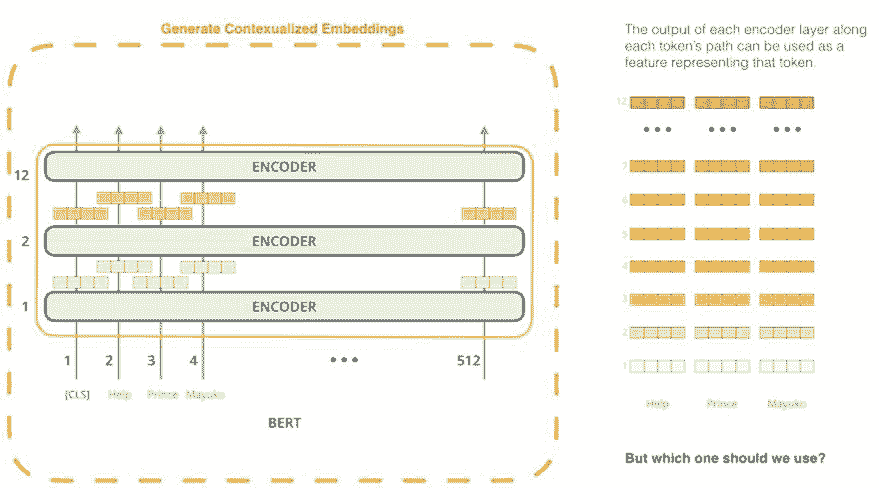 Generate Contexualized Embeddings
12
ENCODER
2
ENCODER
1
ENCODER
1
2
3
4
512
[CLS]
Help
Prince
Mayuko
BERT
The output of each encoder layer along
each token's path can be used as a
feature representing that token.
12
7
6
5
4
3
2
1
Help
Prince
Mayuko
But which one should we use?